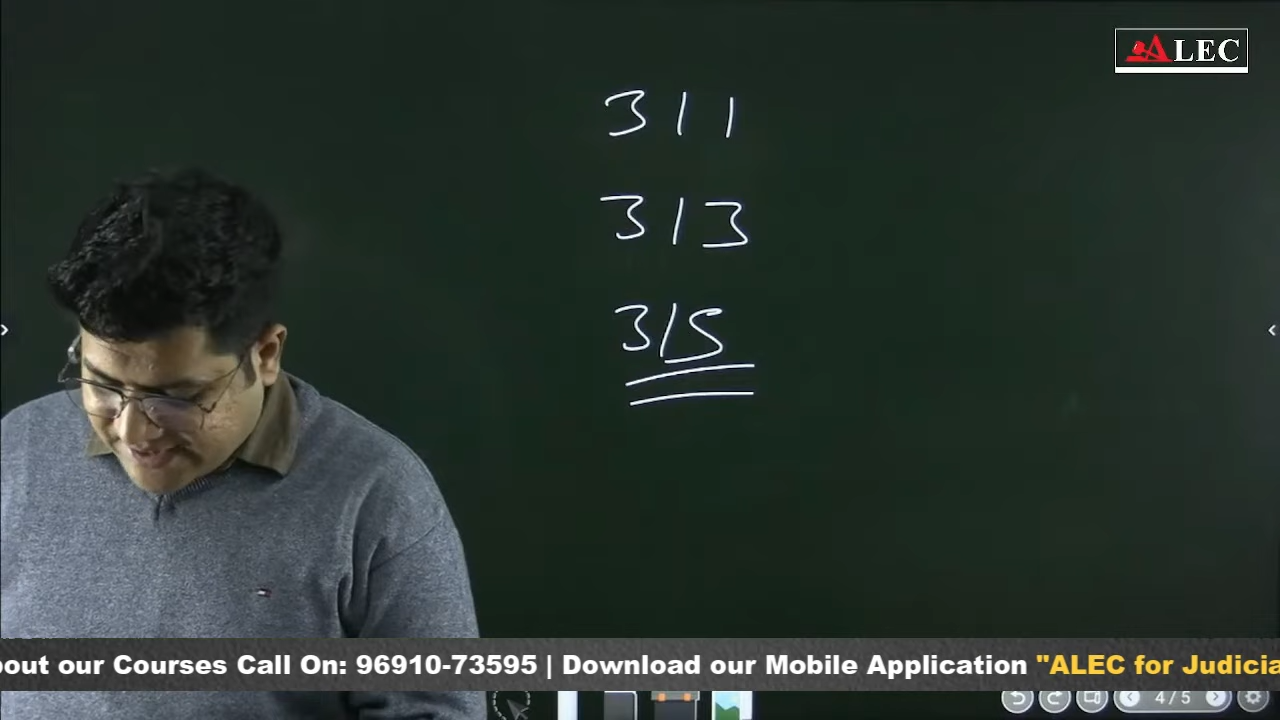 ALEC
311
313
315
bout our Courses Call On: 96910-73595 | Download our Mobile Application "ALEC for Judicia
4/5